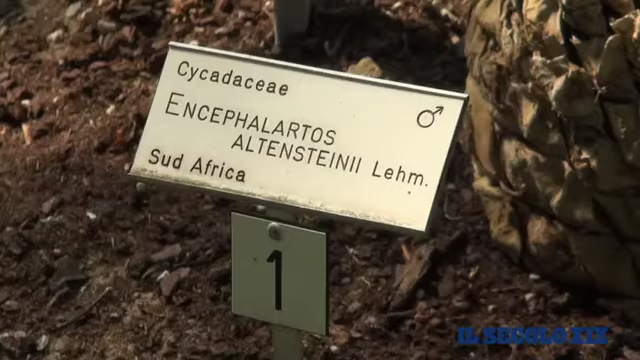 Cycadaceae ♂
ENCEPHALARTOS
ALTENSTEINII Lehm.
Sud Africa
1
IL SECOLO XIX